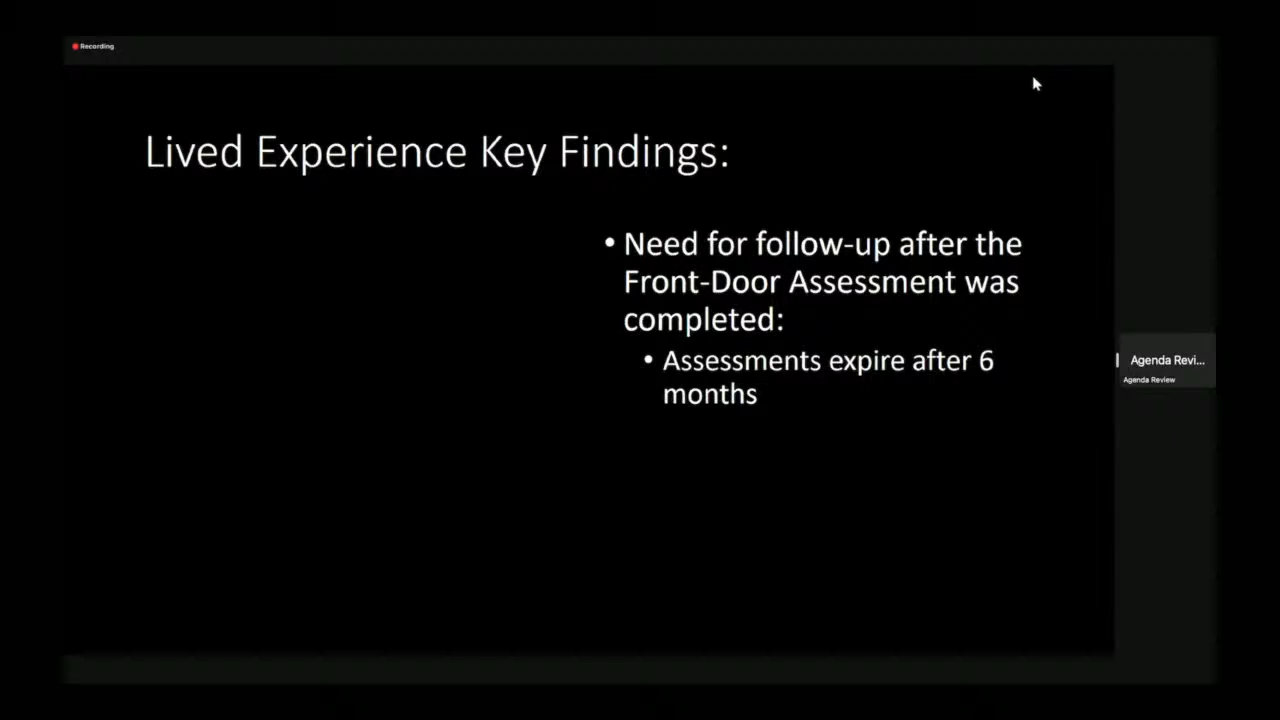 Recording
Lived Experience Key Findings:
• Need for follow-up after the
Front-Door Assessment was
completed:
• Assessments expire after 6
months
Agenda Revi...
Agenda Review